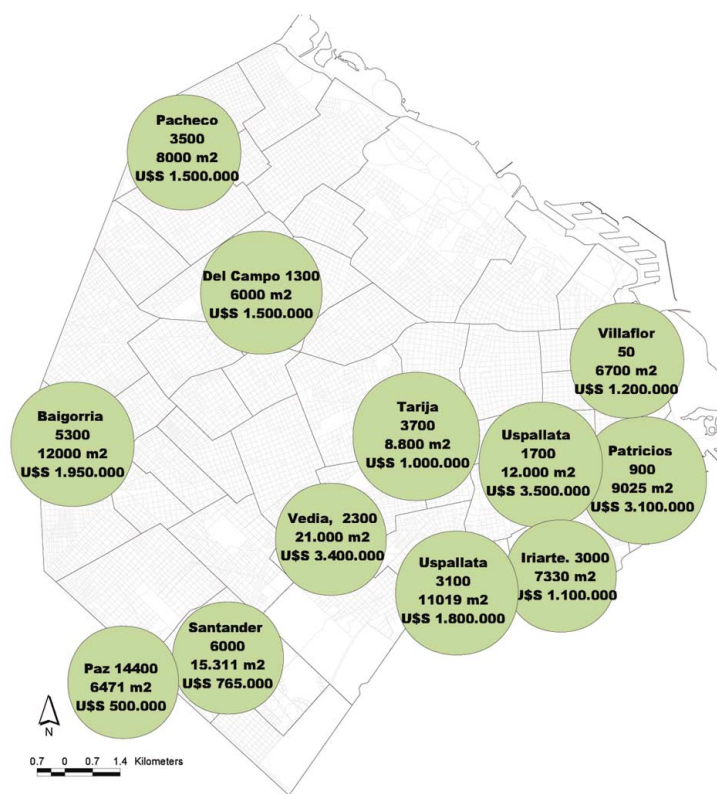 Pacheco
3500
8000 m2
U$S 1.500.000
Del Campo 1300
6000 m2
U$S 1.500.000
Villaflor
50
6700 m2
U$S 1.200.000
Baigorria
5300
12000 m2
U$S 1.950.000
Tarija
3700
8.800 m2
U$S 1.000.000
Uspallata
1700
12.000 m2
U$S 3.500.000
Patricios
900
9025 m2
U$S 3.100.000
Vedia, 2300
21.000 m2
U$S 3.400.000
Uspallata
3100
11019 m2
U$S 1.800.000
Iriarte. 3000
7330 m2
U$S 1.100.000
Santander
6000
15.311 m2
U$S 765.000
Paz 14400
6471 m2
U$S 500.000
N
0.7 0 0.7 1.4 Kilometers